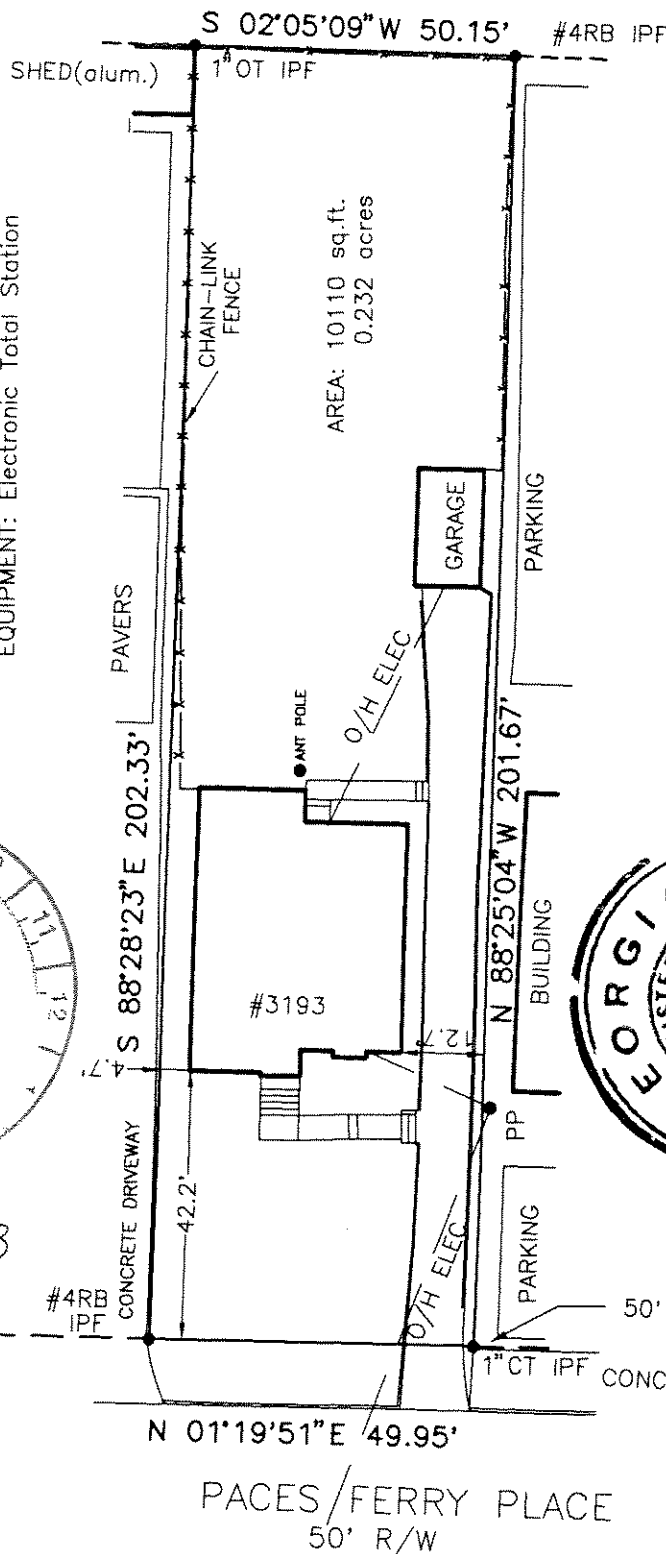 S 02°05'09"W 50.15'
#4RB IPF
SHED(alum.)
1"OT IPF
EQUIPMENT: Electronic Total Station
CHAIN-LINK
FENCE
AREA: 10110 sq.ft.
0.232 acres
GARAGE
PARKING
PAVERS
O/H ELEC
ANT POLE
S 88°28'23"E 202.33'
N 88°25'04"W 201.67'
BUILDING
#3193
12.7'
4.7'
11
12
EORGI
PP
CONCRETE DRIVEWAY
42.2'
O/H ELEC
PARKING
#4RB
IPF
50'
1"CT IPF
CONC
N 01°19'51"E 49.95'
PACES FERRY PLACE
50' R/W